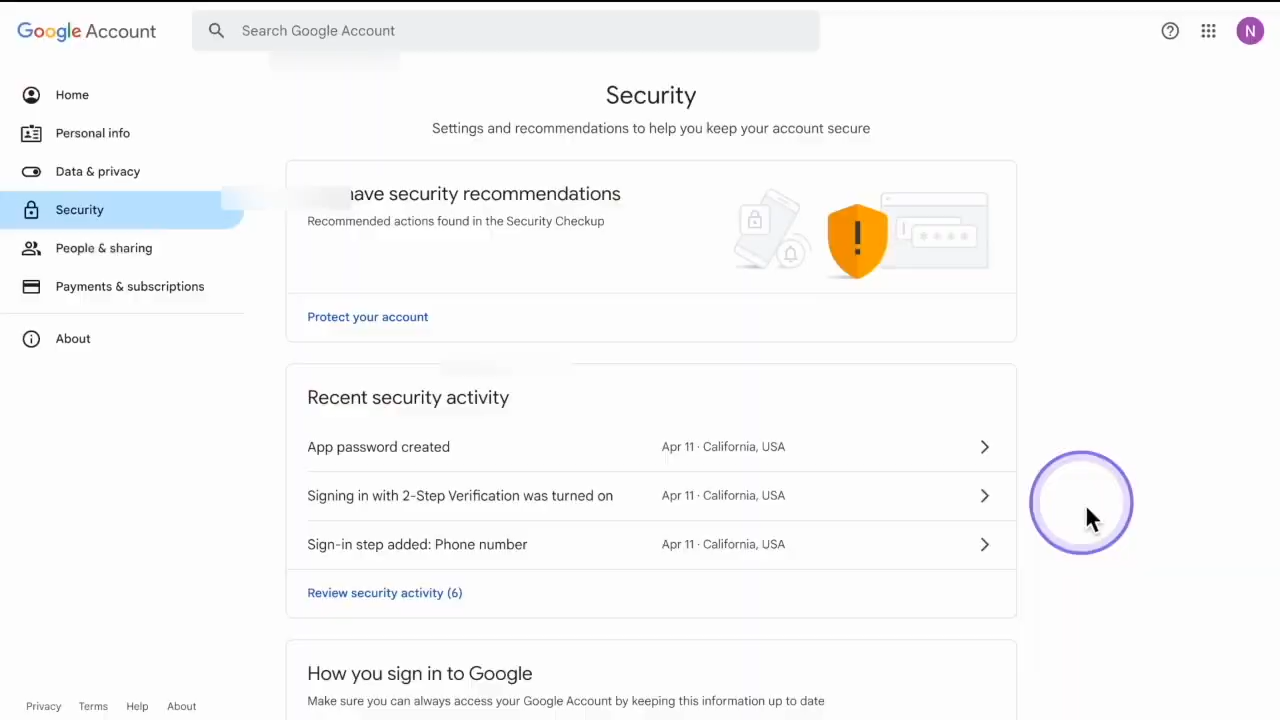 Google Account
Search Google Account
N
Home
Personal info
Data & privacy
Security
People & sharing
Payments & subscriptions
About
Security
Settings and recommendations to help you keep your account secure
have security recommendations
Recommended actions found in the Security Checkup
Protect your account
Recent security activity
App password created Apr 11 · California, USA
Signing in with 2-Step Verification was turned on Apr 11 · California, USA
Sign-in step added: Phone number Apr 11 · California, USA
Review security activity (6)
How you sign in to Google
Make sure you can always access your Google Account by keeping this information up to date
Privacy Terms Help About